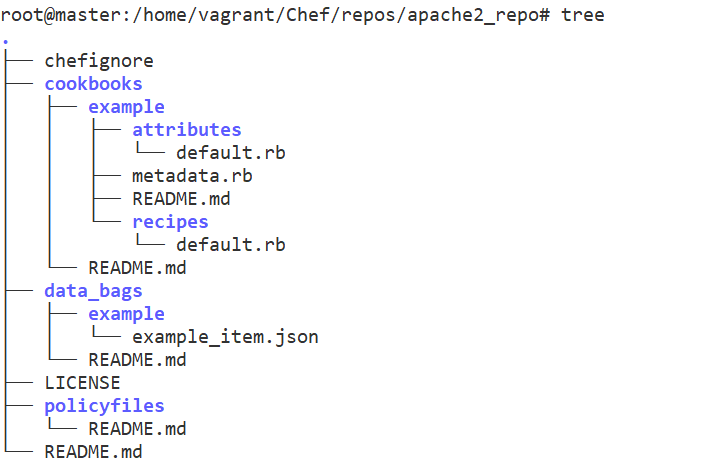 root@master:/home/vagrant/Chef/repos/apache2_repo# tree
.
├── chefignore
├── cookbooks
│   ├── example
│   │   ├── attributes
│   │   │   └── default.rb
│   │   ├── metadata.rb
│   │   ├── README.md
│   │   └── recipes
│   │       └── default.rb
│   └── README.md
├── data_bags
│   ├── example
│   │   └── example_item.json
│   └── README.md
├── LICENSE
├── policyfiles
│   └── README.md
└── README.md